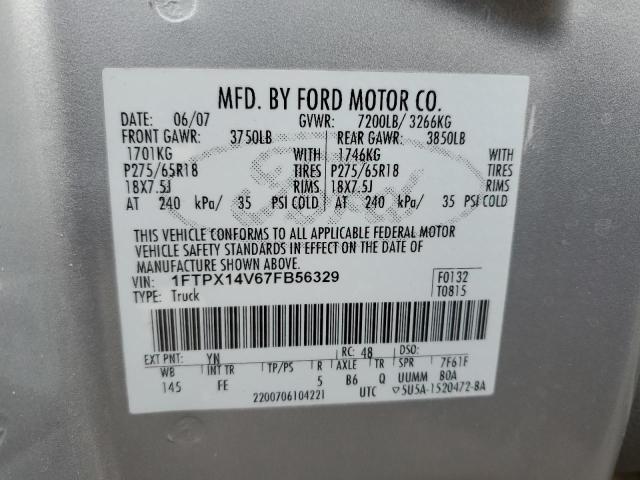 MFD. BY FORD MOTOR CO.
DATE: 06/07 GVWR: 7200LB/ 3266KG
FRONT GAWR: 3750LB REAR GAWR: 3850LB
1701KG WITH 1746KG WITH
P275/65R18 TIRES P275/65R18 TIRES
18X7.5J RIMS 18X7.5J RIMS
AT 240 kPa/ 35 PSI COLD AT 240 kPa/ 35 PSI COLD
Ford
THIS VEHICLE CONFORMS TO ALL APPLICABLE FEDERAL MOTOR
VEHICLE SAFETY STANDARDS IN EFFECT ON THE DATE OF
MANUFACTURE SHOWN ABOVE.
VIN: 1FTPX14V67FB56329 F0132
TYPE: Truck T0815
EXT PNT: YN RC: 48 DSO:
WB INT TR TP/PS R AXLE TR SPR 7F61F
145 FE 5 B6 Q UUMM B0A
2200706104221 UTC ▽5U5A-1520472-BA